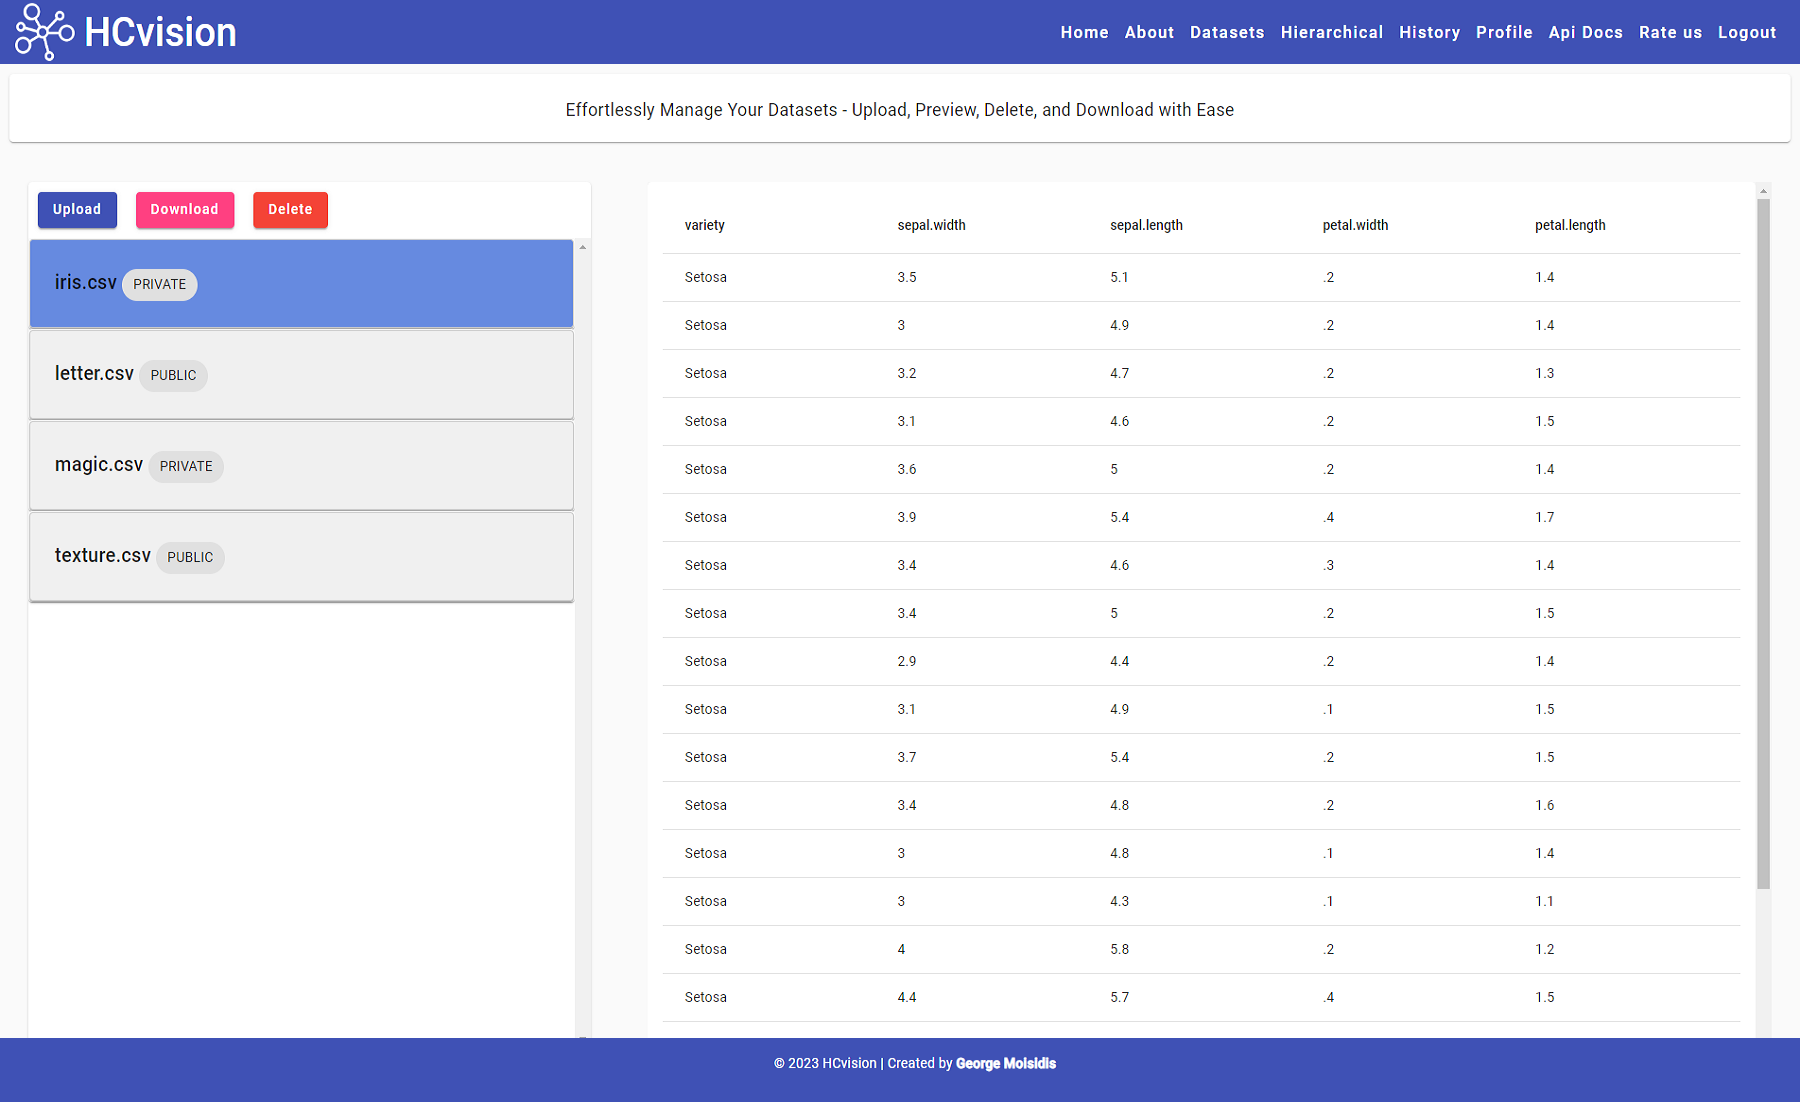 HCvision
Home About Datasets Hierarchical History Profile Api Docs Rate us Logout
Effortlessly Manage Your Datasets - Upload, Preview, Delete, and Download with Ease
Upload Download Delete
iris.csv PRIVATE
letter.csv PUBLIC
magic.csv PRIVATE
texture.csv PUBLIC
variety sepal.width sepal.length petal.width petal.length
Setosa 3.5 5.1 .2 1.4
Setosa 3 4.9 .2 1.4
Setosa 3.2 4.7 .2 1.3
Setosa 3.1 4.6 .2 1.5
Setosa 3.6 5 .2 1.4
Setosa 3.9 5.4 .4 1.7
Setosa 3.4 4.6 .3 1.4
Setosa 3.4 5 .2 1.5
Setosa 2.9 4.4 .2 1.4
Setosa 3.1 4.9 .1 1.5
Setosa 3.7 5.4 .2 1.5
Setosa 3.4 4.8 .2 1.6
Setosa 3 4.8 .1 1.4
Setosa 3 4.3 .1 1.1
Setosa 4 5.8 .2 1.2
Setosa 4.4 5.7 .4 1.5
© 2023 HCvision | Created by George Moisidis